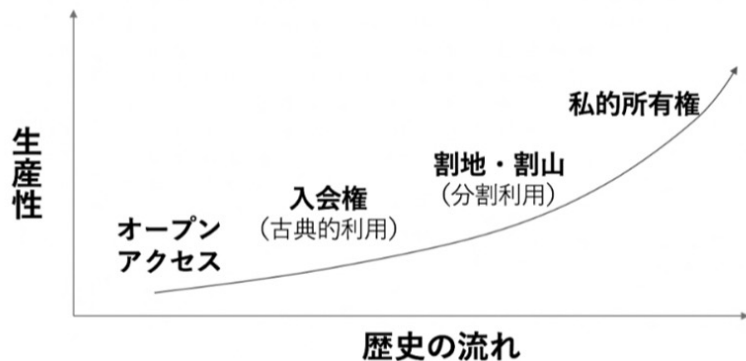 生産性
私的所有権
割地・割山
(分割利用)
入会権
(古典的利用)
オープン
アクセス
歴史の流れ